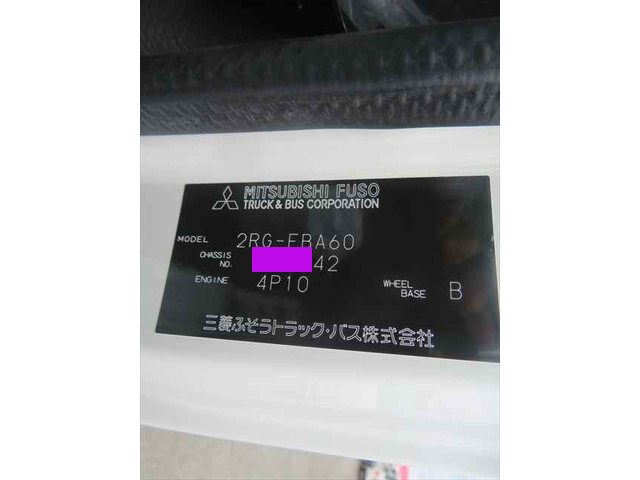 MITSUBISHI FUSO
TRUCK & BUS CORPORATION
MODEL 2RG-FBA60
CHASSIS NO. 42
ENGINE 4P10 WHEEL BASE B
三菱ふそうトラック・バス株式会社